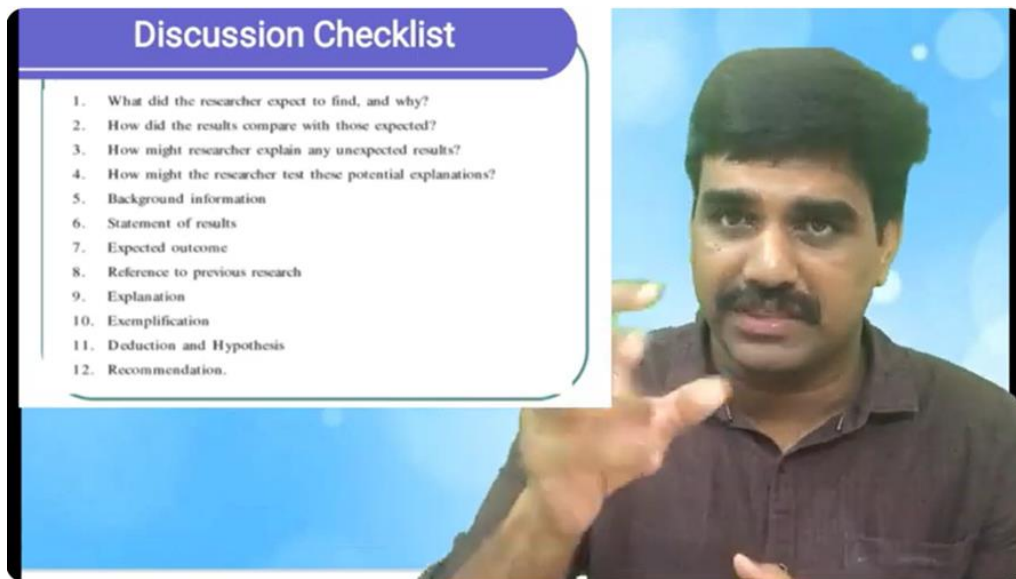 Discussion Checklist
1. What did the researcher expect to find, and why?
2. How did the results compare with those expected?
3. How might researcher explain any unexpected results?
4. How might the researcher test these potential explanations?
5. Background information
6. Statement of results
7. Expected outcome
8. Reference to previous research
9. Explanation
10. Exemplification
11. Deduction and Hypothesis
12. Recommendation.